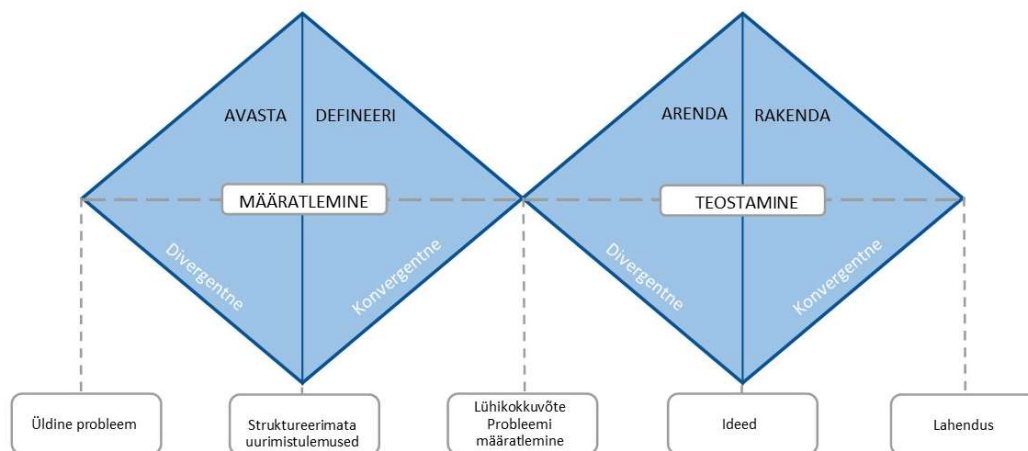 AVASTA
DEFINEERI
ARENDA
RAKENDA
MÄÄRATLEMINE
TEOSTAMINE
Divergentne
Konvergentne
Divergentne
Konvergentne
Üldine probleem
Struktureerimata
uurimistulemused
Lühikokkuvõte
Probleemi
määratlemine
Ideed
Lahendus